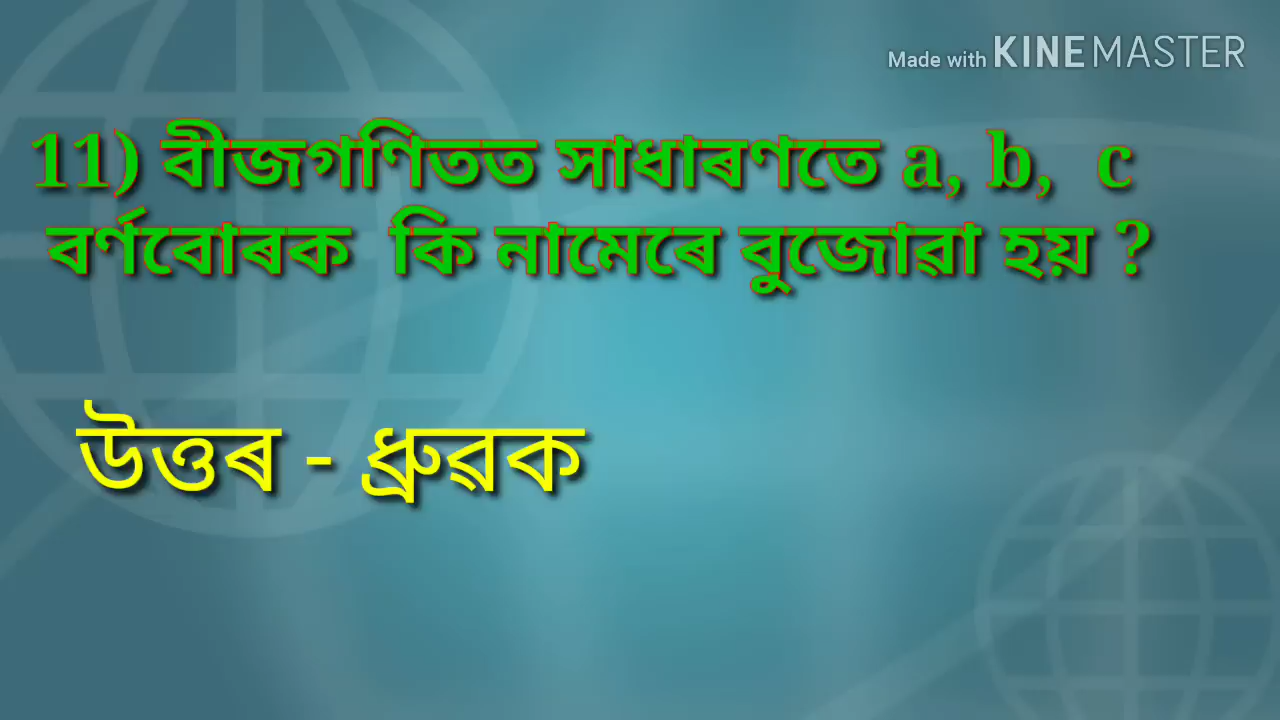 Made with KINEMASTER
11) বীজগণিতত সাধাৰণতে a, b, c
বৰ্ণবোৰক কি নামেৰে বুজোৱা হয় ?
উত্তৰ - ধ্ৰুৱক